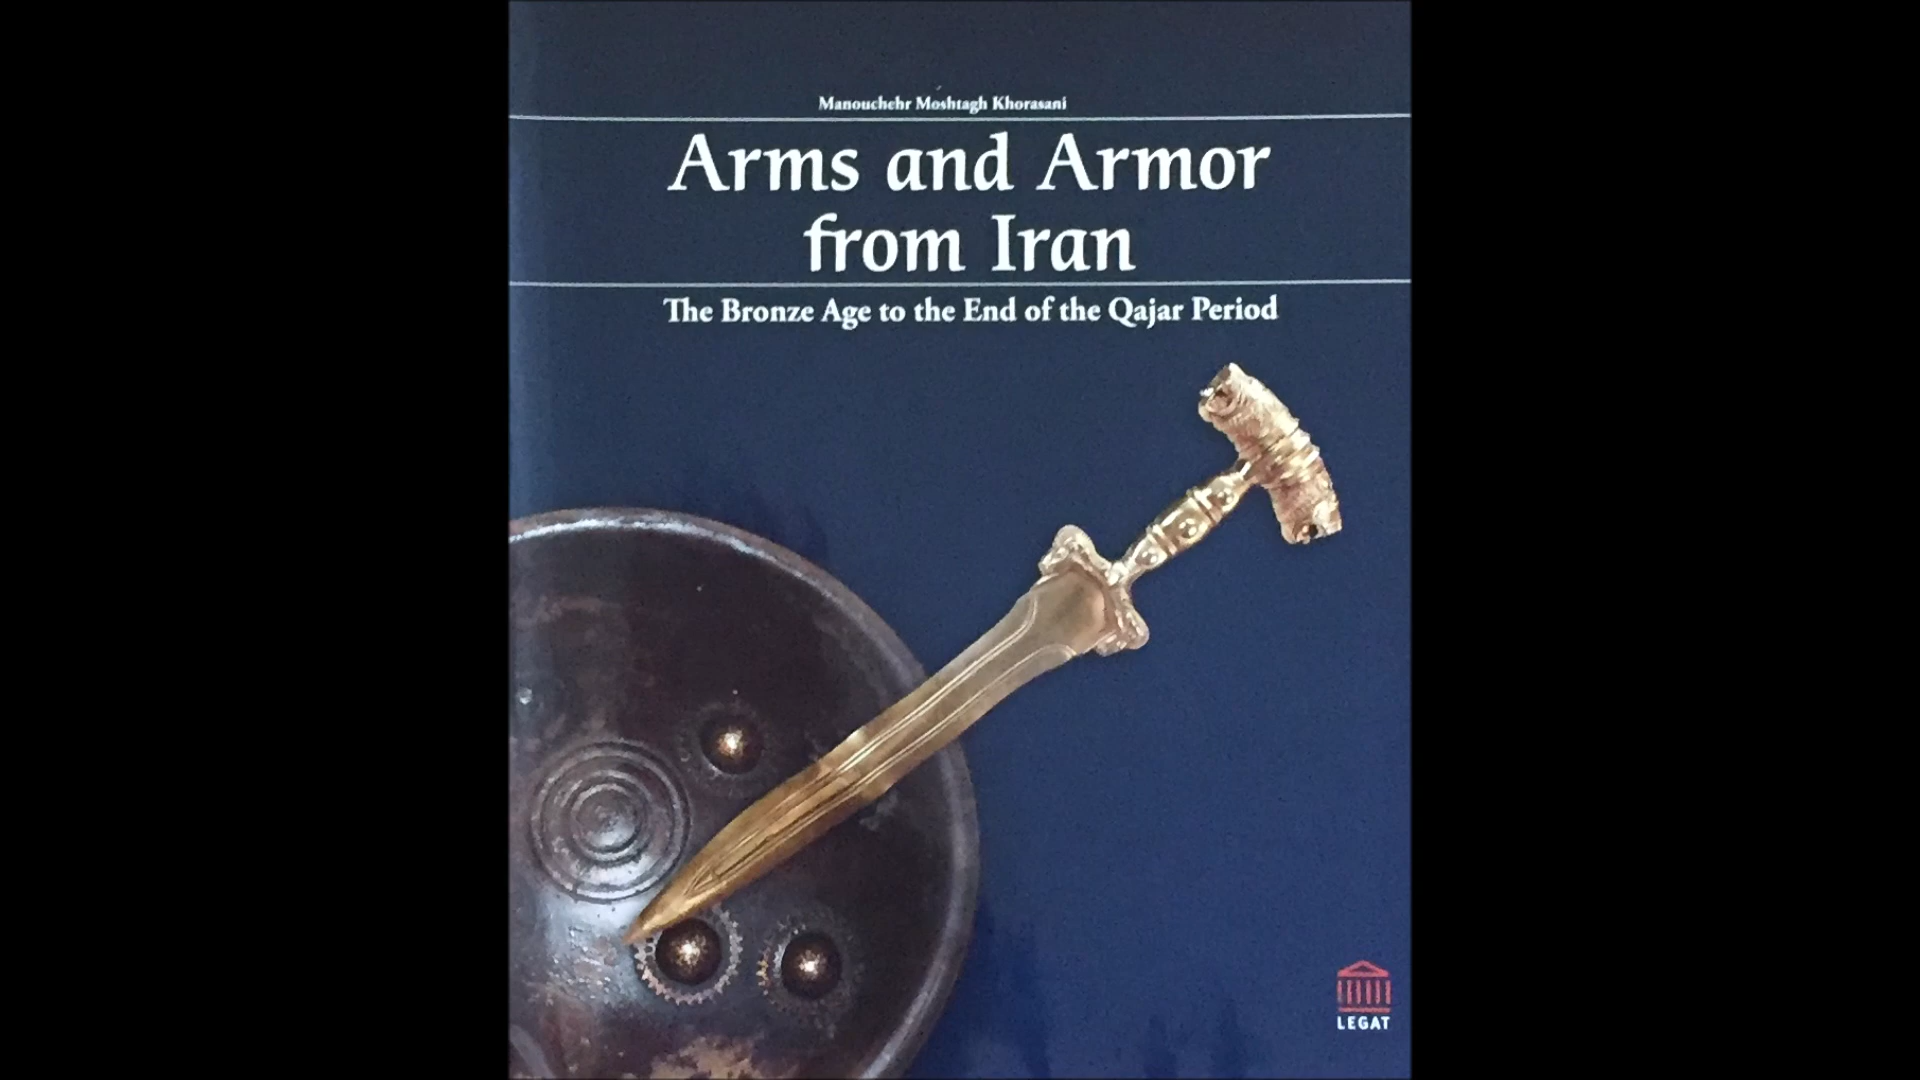 Manouchehr Moshtagh Khorasani
Arms and Armor
from Iran
The Bronze Age to the End of the Qajar Period
LEGAT